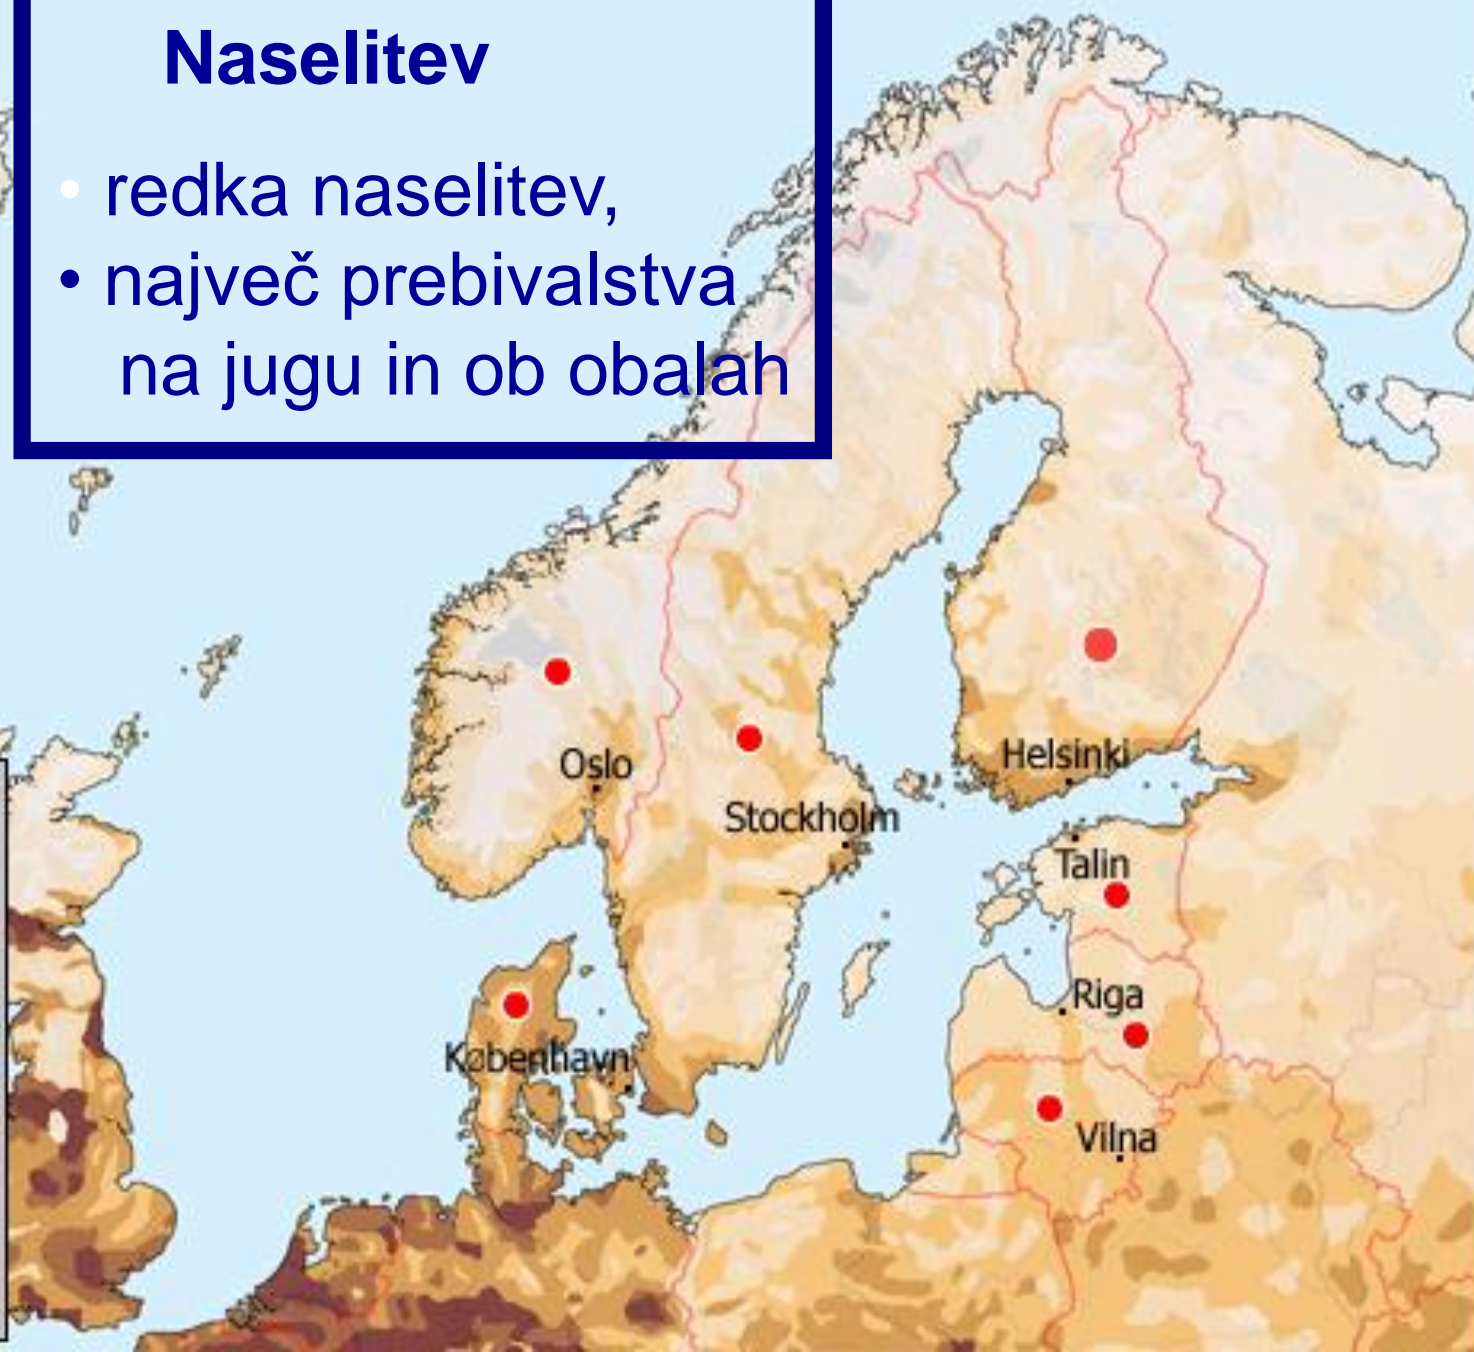 Naselitev
• redka naselitev,
• največ prebivalstva
na jugu in ob obalah
Oslo
Helsinki
Stockholm
Talin
Riga
København
Vilna